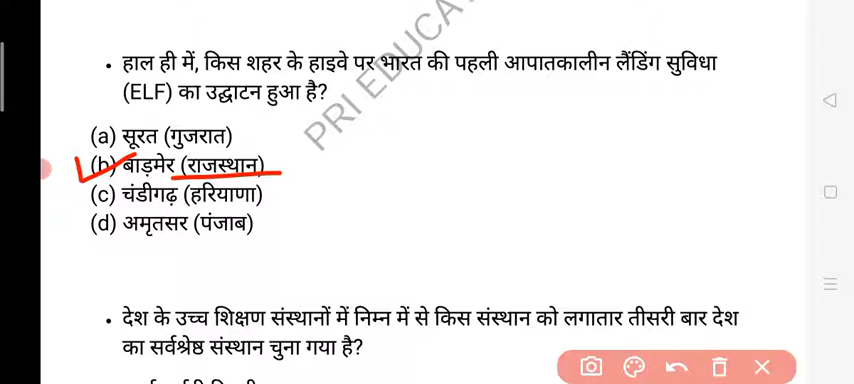 PRI EDUCA
• हाल ही में, किस शहर के हाइवे पर भारत की पहली आपातकालीन लैंडिंग सुविधा
(ELF) का उद्घाटन हुआ है?
(a) सूरत (गुजरात)
(b) बाड़मेर (राजस्थान)
(c) चंडीगढ़ (हरियाणा)
(d) अमृतसर (पंजाब)
• देश के उच्च शिक्षण संस्थानों में निम्न में से किस संस्थान को लगातार तीसरी बार देश
का सर्वश्रेष्ठ संस्थान चुना गया है?